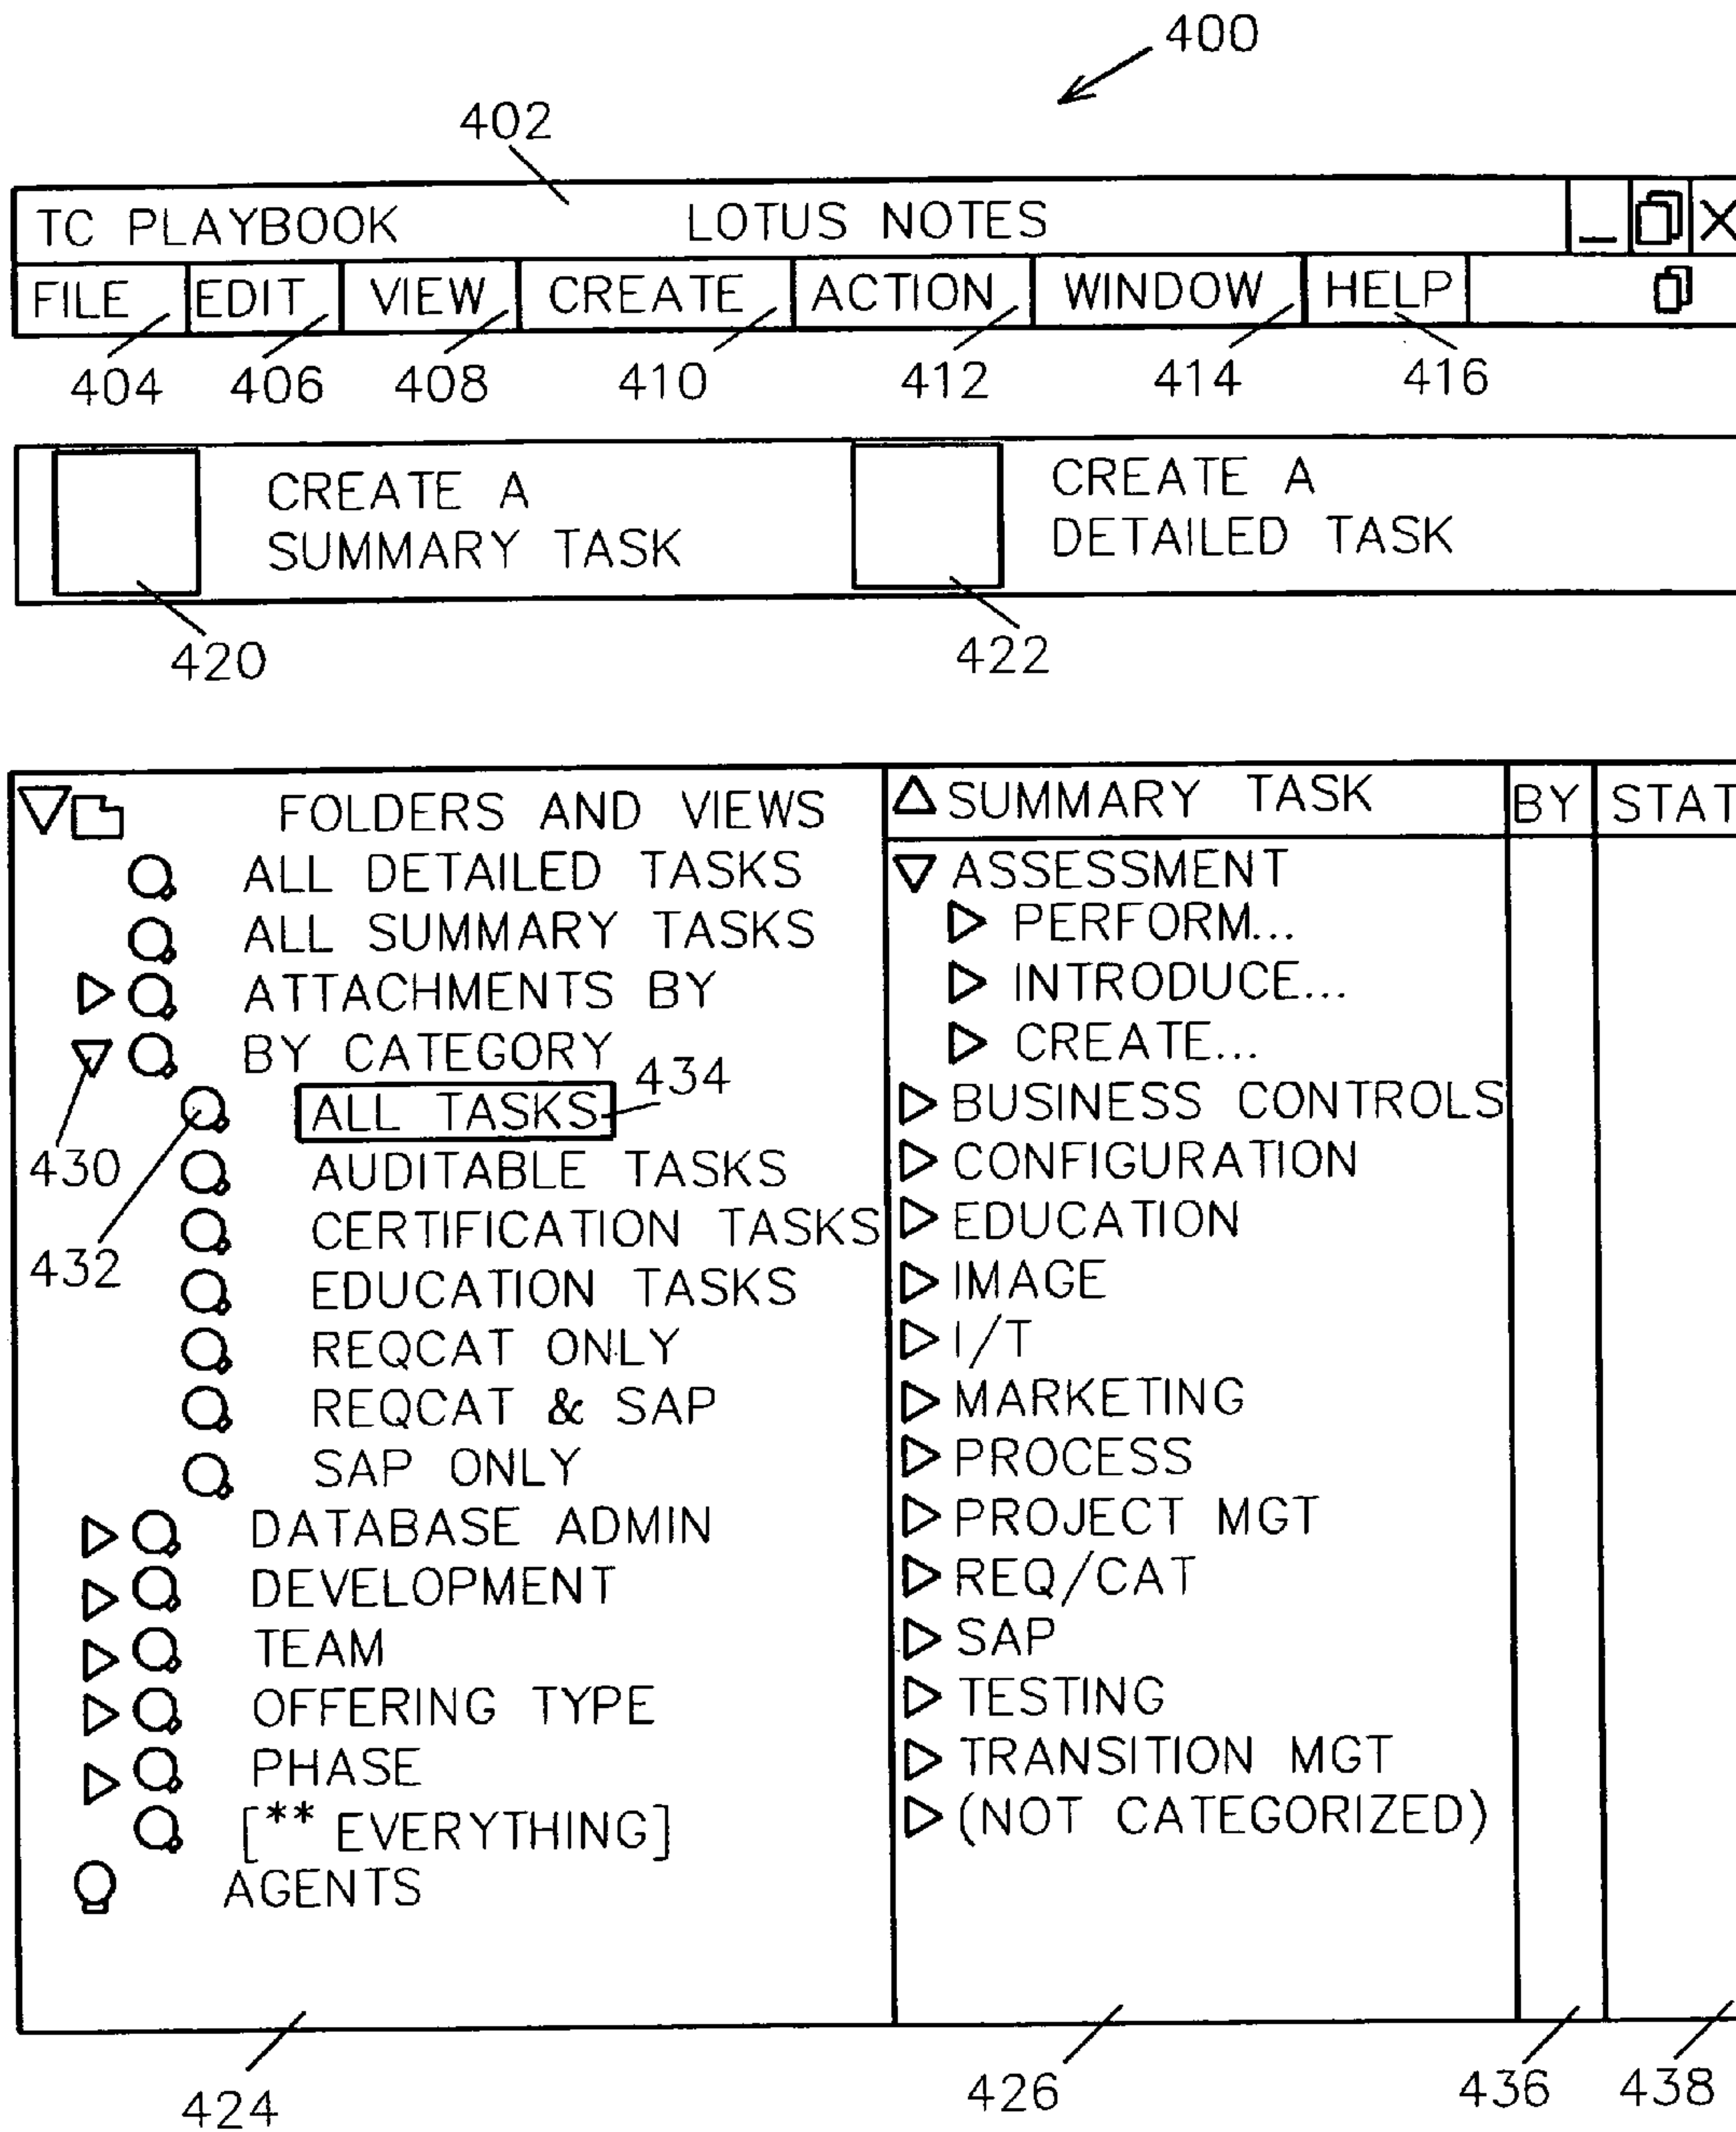 400
402
TC PLAYBOOK LOTUS NOTES
FILE EDIT VIEW CREATE ACTION WINDOW HELP
404 406 408 410 412 414 416
CREATE A
SUMMARY TASK
CREATE A
DETAILED TASK
420 422
FOLDERS AND VIEWS
ALL DETAILED TASKS
ALL SUMMARY TASKS
ATTACHMENTS BY
BY CATEGORY
434
ALL TASKS
430
AUDITABLE TASKS
CERTIFICATION TASKS
432
EDUCATION TASKS
REQCAT ONLY
REQCAT & SAP
SAP ONLY
DATABASE ADMIN
DEVELOPMENT
TEAM
OFFERING TYPE
PHASE
[** EVERYTHING]
AGENTS
SUMMARY TASK BY STAT
ASSESSMENT
PERFORM...
INTRODUCE...
CREATE...
BUSINESS CONTROLS
CONFIGURATION
EDUCATION
IMAGE
I/T
MARKETING
PROCESS
PROJECT MGT
REQ/CAT
SAP
TESTING
TRANSITION MGT
(NOT CATEGORIZED)
424 426 436 438